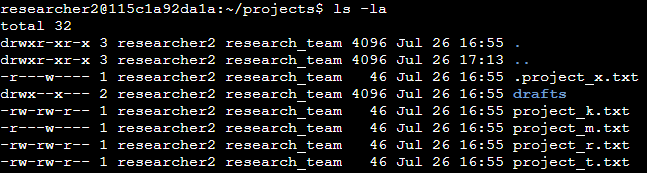 researcher2@115c1a92da1a:~/projects$ ls -la
total 32
drwxr-xr-x 3 researcher2 research_team 4096 Jul 26 16:55 .
drwxr-xr-x 3 researcher2 research_team 4096 Jul 26 17:13 ..
-r---w---- 1 researcher2 research_team   46 Jul 26 16:55 .project_x.txt
drwx--x--- 2 researcher2 research_team 4096 Jul 26 16:55 drafts
-rw-rw-r-- 1 researcher2 research_team   46 Jul 26 16:55 project_k.txt
-r---w---- 1 researcher2 research_team   46 Jul 26 16:55 project_m.txt
-rw-rw-r-- 1 researcher2 research_team   46 Jul 26 16:55 project_r.txt
-rw-rw-r-- 1 researcher2 research_team   46 Jul 26 16:55 project_t.txt